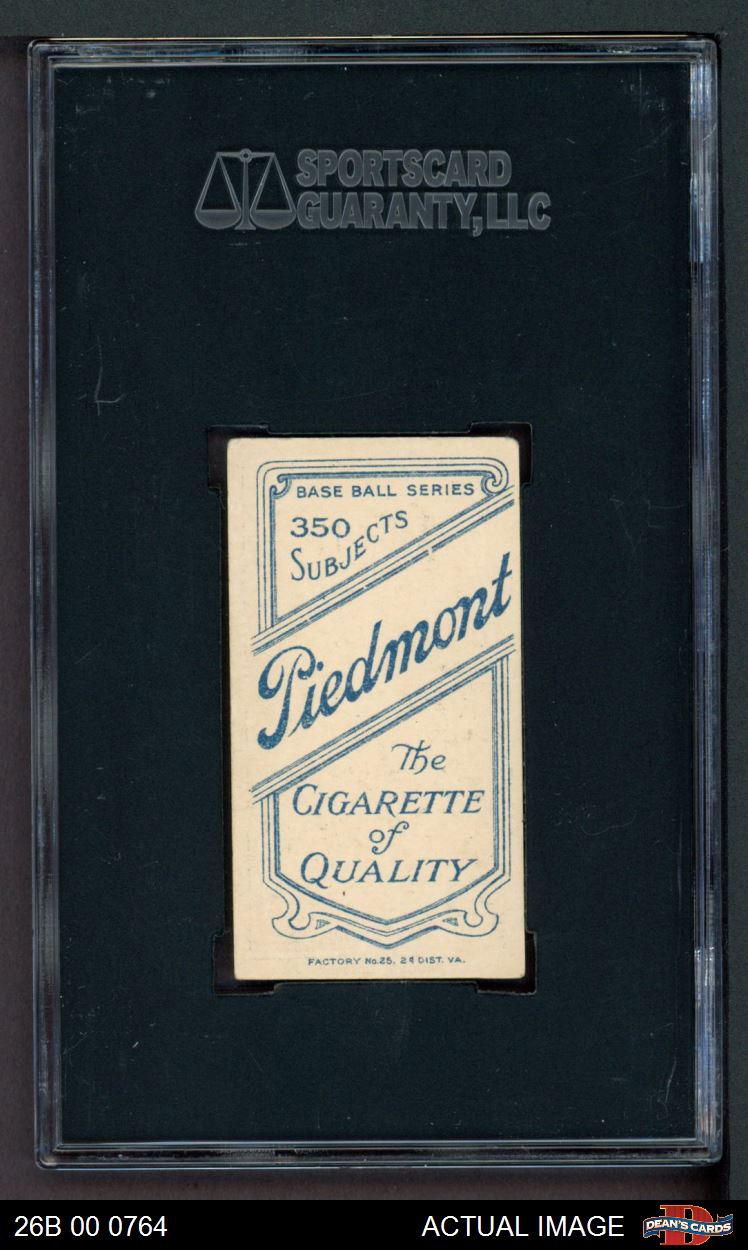 SPORTSCARD
GUARANTY, LLC
BASE BALL SERIES
350
SUBJECTS
Piedmont
The
CIGARETTE
of
QUALITY
FACTORY No.25, 2d DIST. VA.
26B 00 0764
ACTUAL IMAGE
D
DEAN'S CARDS